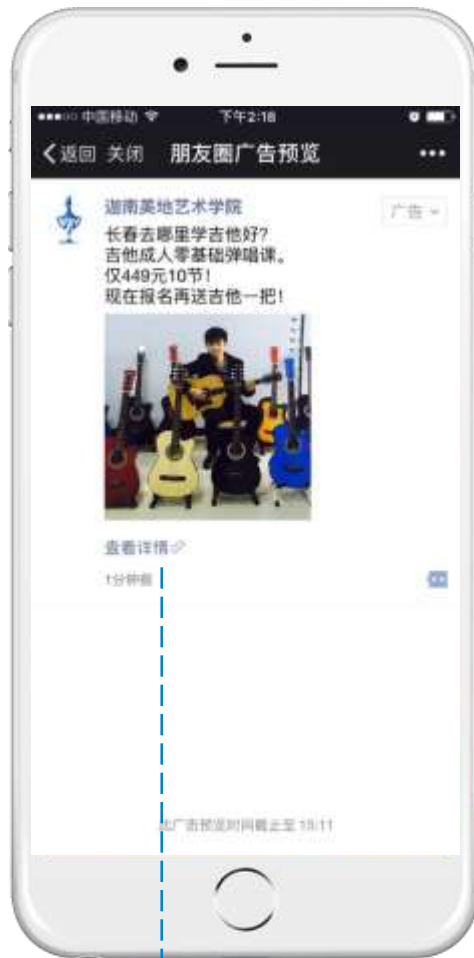 中国移动
下午2:18
返回 关闭 朋友圈广告预览
迦南美地艺术学院
广告
长春去哪里学吉他好?
吉他成人零基础弹唱课。
仅449元10节!
现在报名再送吉他一把!
查看详情
1分钟前
此广告预览时间截止至